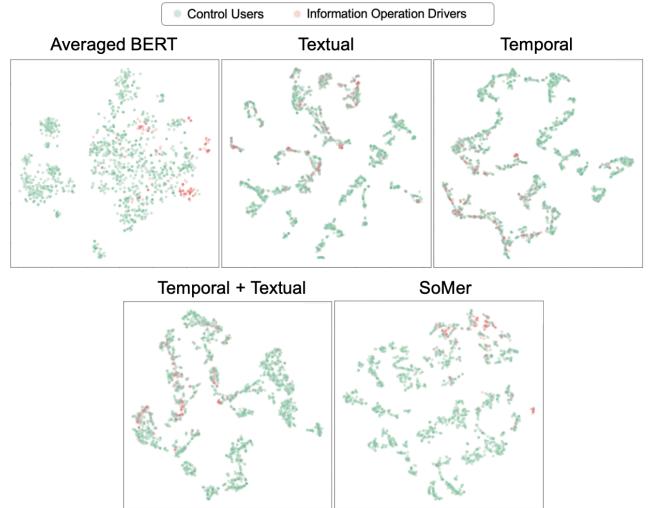 Control Users Information Operation Drivers
Averaged BERT
Textual
Temporal
Temporal + Textual
SoMer